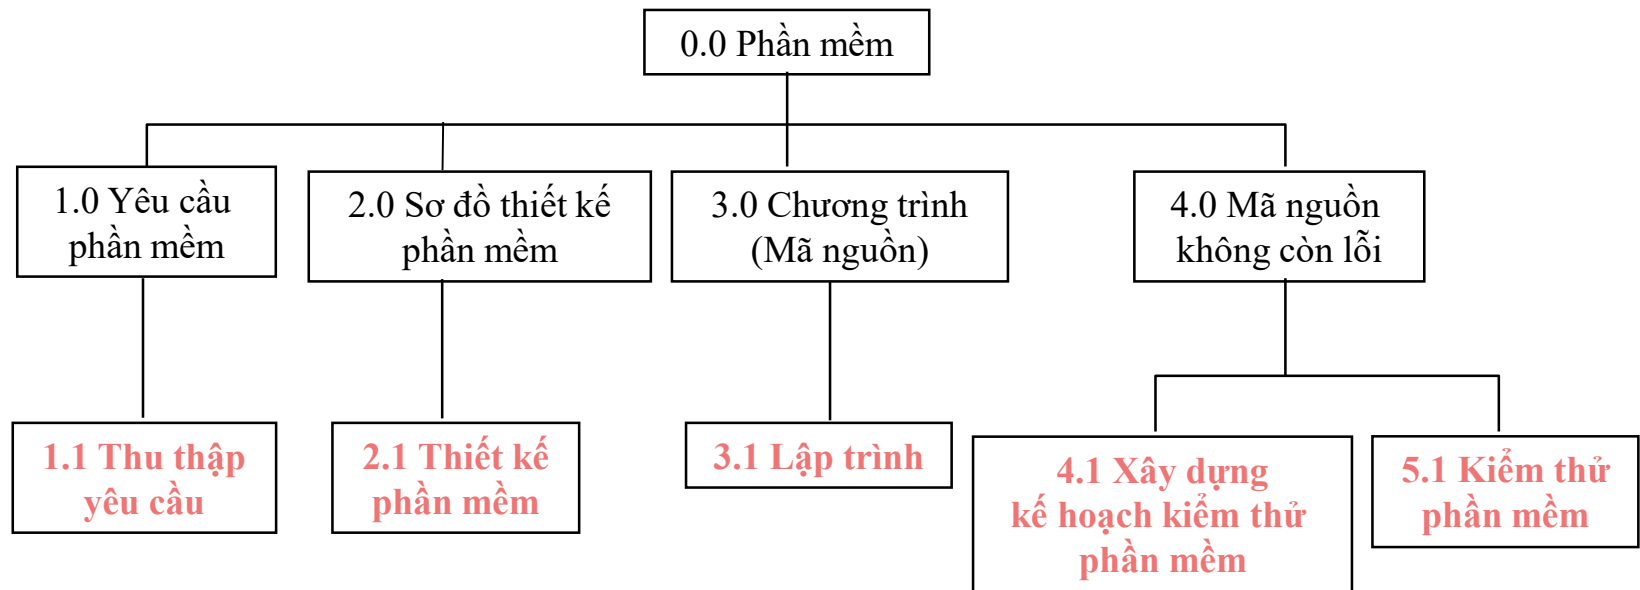 0.0 Phần mềm
1.0 Yêu cầu
phần mềm
2.0 Sơ đồ thiết kế
phần mềm
3.0 Chương trình
(Mã nguồn)
4.0 Mã nguồn
không còn lỗi
1.1 Thu thập
yêu cầu
2.1 Thiết kế
phần mềm
3.1 Lập trình
4.1 Xây dựng
kế hoạch kiểm thử
phần mềm
5.1 Kiểm thử
phần mềm